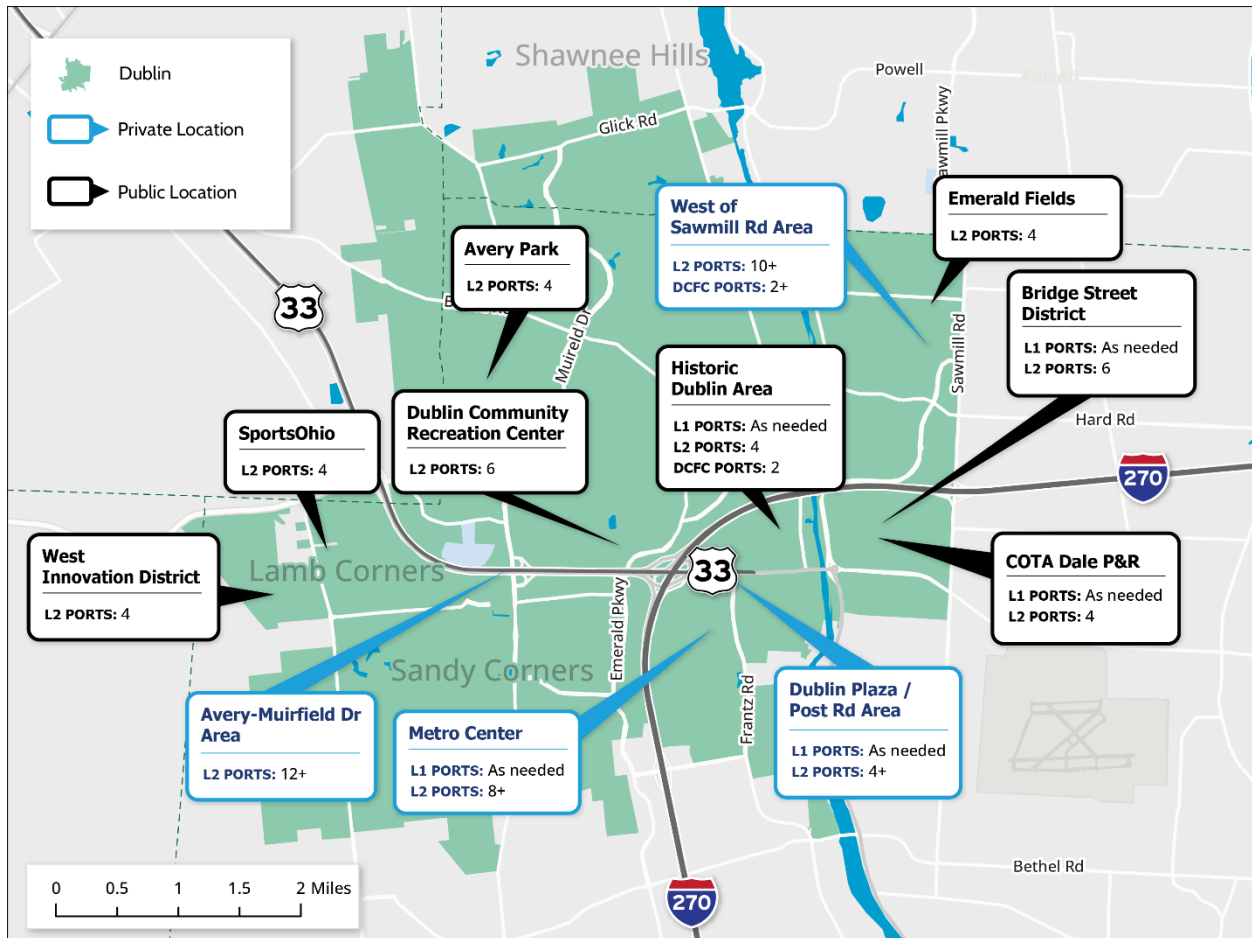 Dublin
Private Location
Public Location
Shawnee Hills
Powell
Glick Rd
Sawmill Pkwy
33
Avery Park
L2 PORTS: 4
West of
Sawmill Rd Area
L2 PORTS: 10+
DCFC PORTS: 2+
Emerald Fields
L2 PORTS: 4
Bridge Street
District
L1 PORTS: As needed
L2 PORTS: 6
Muireld Dr
Sawmill Rd
Hard Rd
Historic
Dublin Area
L1 PORTS: As needed
L2 PORTS: 4
DCFC PORTS: 2
SportsOhio
L2 PORTS: 4
Dublin Community
Recreation Center
L2 PORTS: 6
270
West
Innovation District
L2 PORTS: 4
Lamb Corners
33
COTA Dale P&R
L1 PORTS: As needed
L2 PORTS: 4
Emerald Pkwy
Sandy Corners
Frantz Rd
Avery-Muirfield Dr
Area
L2 PORTS: 12+
Metro Center
L1 PORTS: As needed
L2 PORTS: 8+
Dublin Plaza /
Post Rd Area
L1 PORTS: As needed
L2 PORTS: 4+
Bethel Rd
270
0 0.5 1 1.5 2 Miles